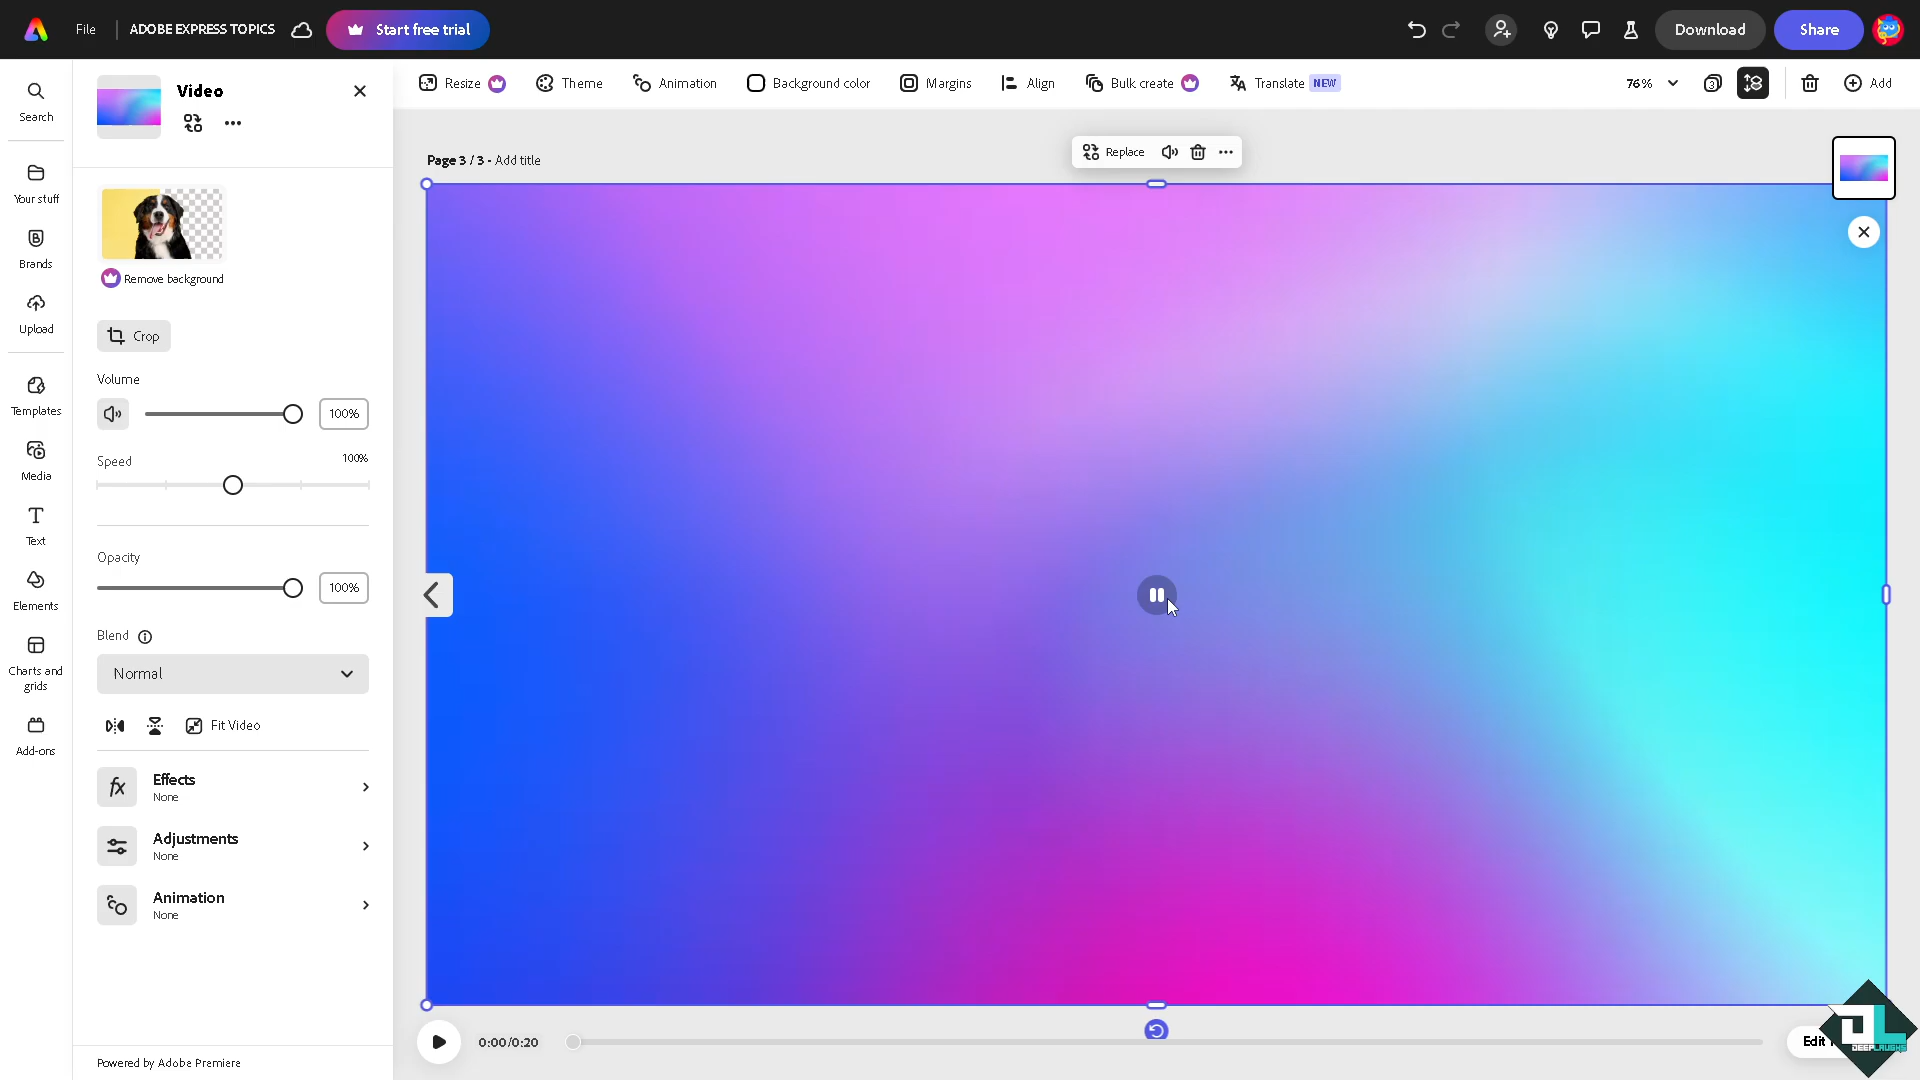 File
ADOBE EXPRESS TOPICS
Start free trial
Download
Share
Search
Your stuff
Brands
Upload
Templates
Media
Text
Elements
Charts and
grids
Add-ons
Video
Remove background
Crop
Volume
100%
Speed
100%
Opacity
100%
Blend
Normal
Fit Video
Effects
None
Adjustments
None
Animation
None
Powered by Adobe Premiere
Resize
Theme
Animation
Background color
Margins
Align
Bulk create
Translate NEW
76%
3
Add
Page 3 / 3 - Add title
Replace
0:00/0:20
Edit
DEEPLAUGHS